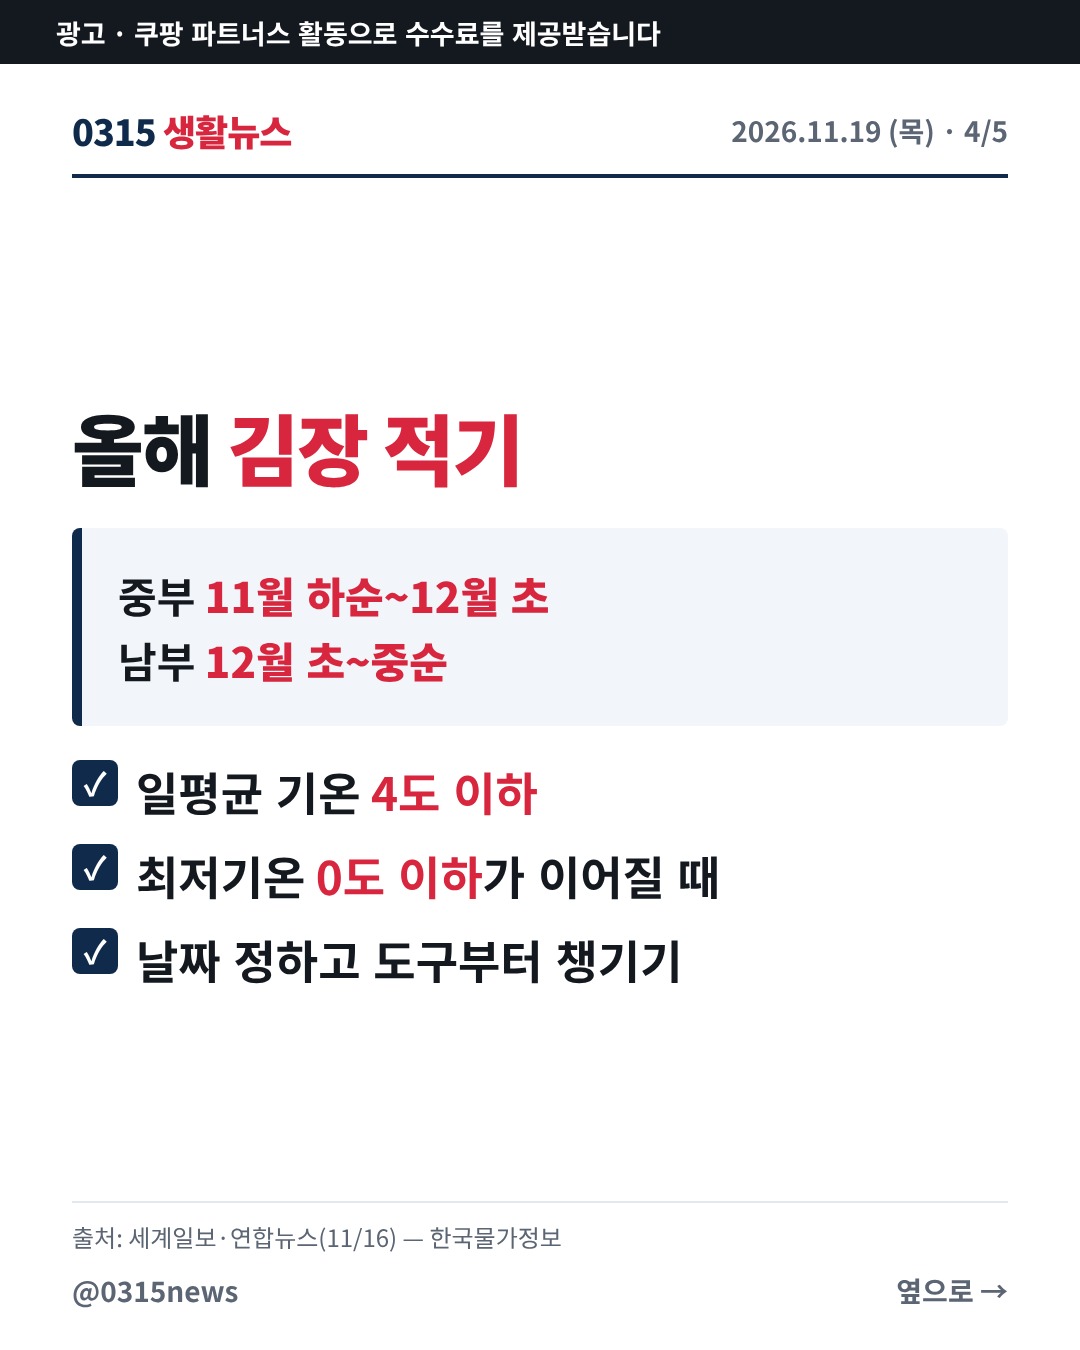 광고 · 쿠팡 파트너스 활동으로 수수료를 제공받습니다
0315 생활뉴스
2026.11.19 (목) · 4/5
올해 김장 적기
중부 11월 하순~12월 초
남부 12월 초~중순
✓ 일평균 기온 4도 이하
✓ 최저기온 0도 이하가 이어질 때
✓ 날짜 정하고 도구부터 챙기기
출처: 세계일보·연합뉴스(11/16) — 한국물가정보
@0315news
옆으로 →